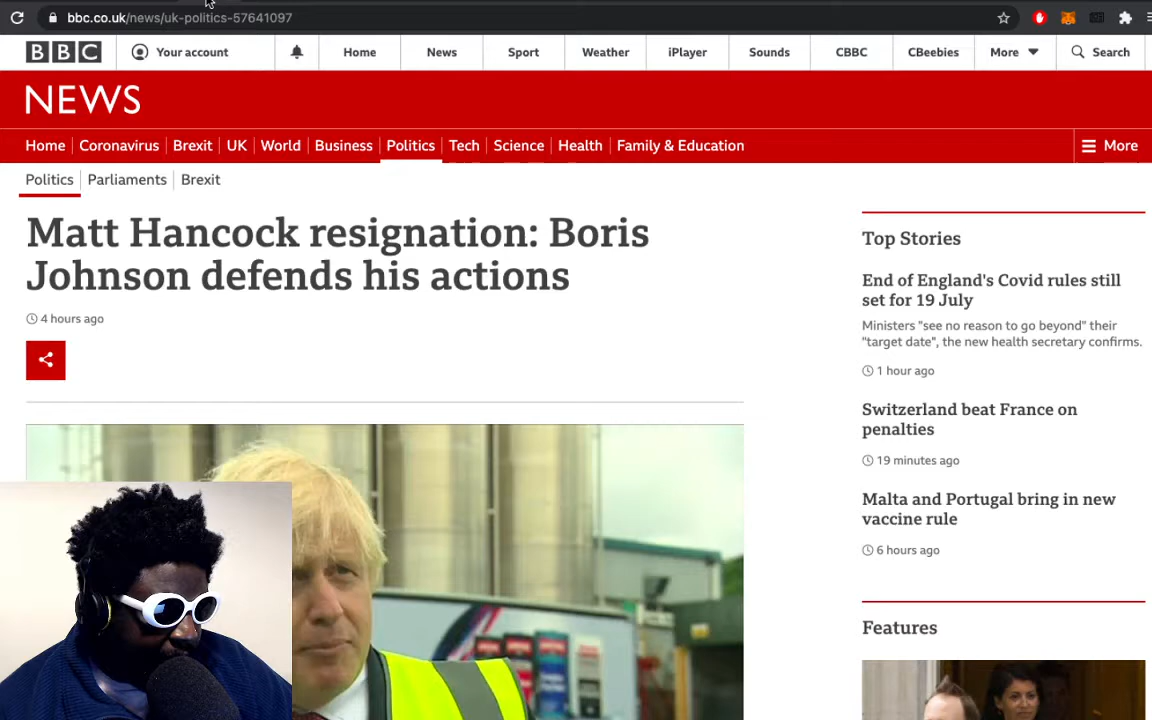 bbc.co.uk/news/uk-politics-57641097
BBC
Your account
Home
News
Sport
Weather
iPlayer
Sounds
CBBC
CBeebies
More
Search
NEWS
Home
Coronavirus
Brexit
UK
World
Business
Politics
Tech
Science
Health
Family & Education
More
Politics
Parliaments
Brexit
Matt Hancock resignation: Boris
Johnson defends his actions
4 hours ago
Top Stories
End of England's Covid rules still
set for 19 July
Ministers "see no reason to go beyond" their
"target date", the new health secretary confirms.
1 hour ago
Switzerland beat France on
penalties
19 minutes ago
Malta and Portugal bring in new
vaccine rule
6 hours ago
Features